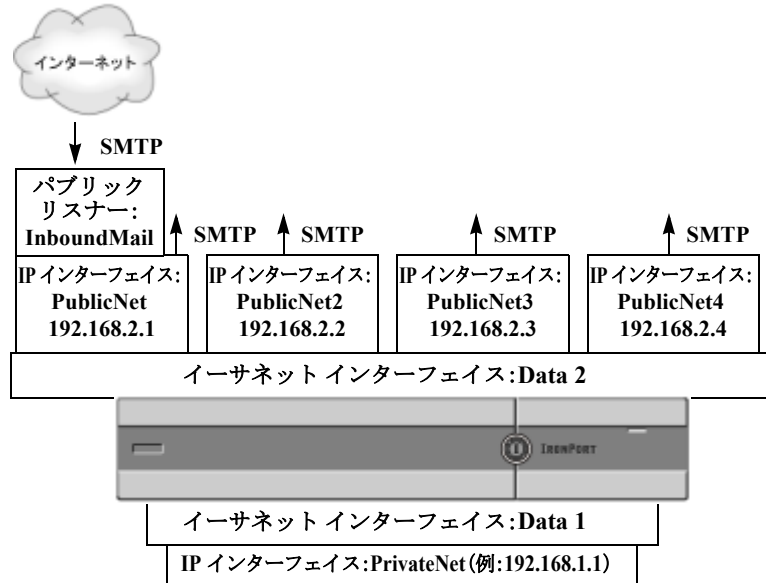 インターネット
SMTP
パブリック
リスナー:
InboundMail
SMTP
SMTP
SMTP
SMTP
IP インターフェイス:
PublicNet
192.168.2.1
IP インターフェイス:
PublicNet2
192.168.2.2
IP インターフェイス:
PublicNet3
192.168.2.3
IP インターフェイス:
PublicNet4
192.168.2.4
イーサネット インターフェイス:Data 2
IRONPORT
イーサネット インターフェイス:Data 1
IP インターフェイス:PrivateNet(例:192.168.1.1)